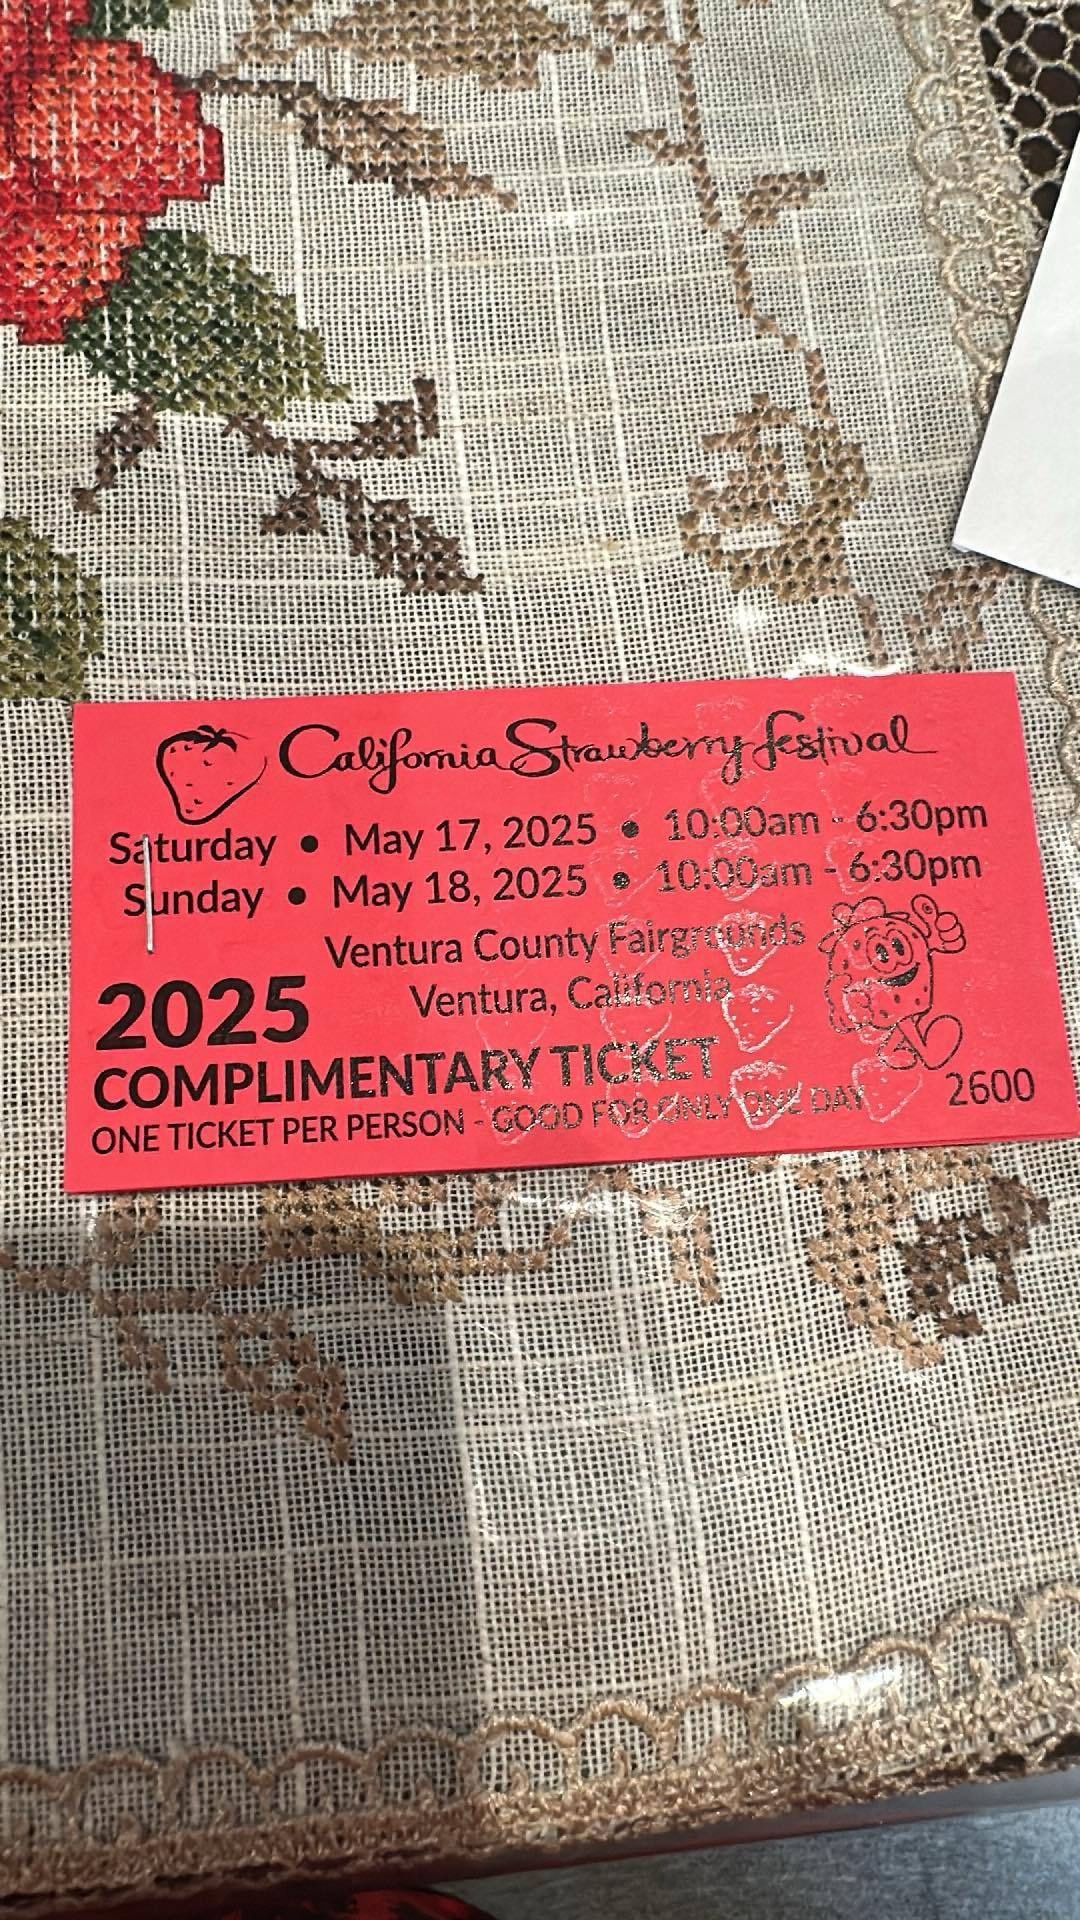 California Strawberry Festival
Saturday • May 17, 2025 • 10:00am - 6:30pm
Sunday • May 18, 2025 • 10:00am - 6:30pm
Ventura County Fairgrounds
Ventura, California
2025
COMPLIMENTARY TICKET
ONE TICKET PER PERSON - GOOD FOR ONLY ONE DAY
2600